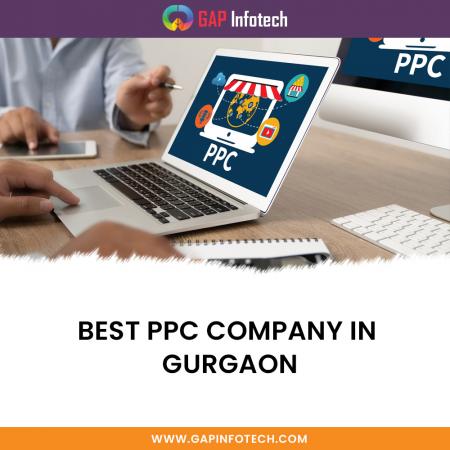 GAP Infotech
PPC
PPC
BEST PPC COMPANY IN
GURGAON
WWW.GAPINFOTECH.COM